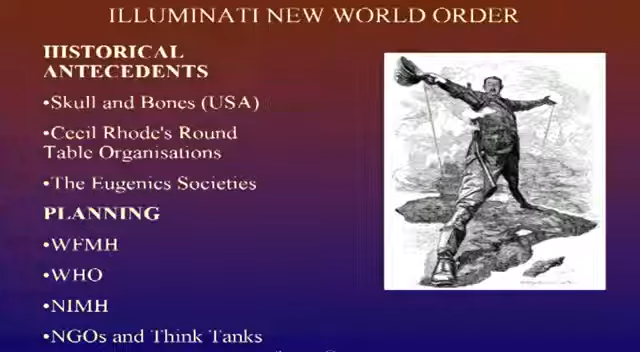 ILLUMINATI NEW WORLD ORDER
HISTORICAL
ANTECEDENTS
•Skull and Bones (USA)
•Cecil Rhode's Round
Table Organisations
•The Eugenics Societies
PLANNING
•WFMH
•WHO
•NIMH
•NGOs and Think Tanks